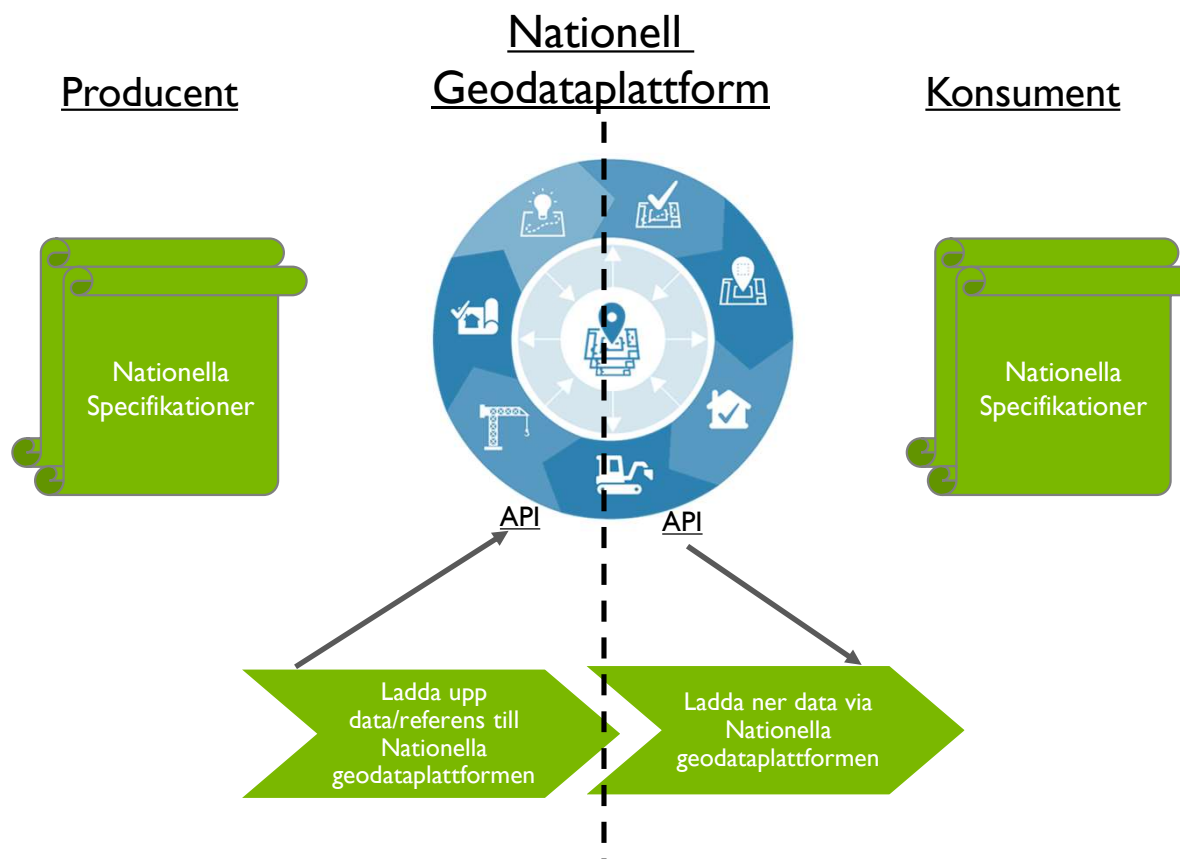 Nationell
Geodataplattform
Producent
Konsument
Nationella
Specifikationer
Nationella
Specifikationer
API
API
Ladda upp
data/referens till
Nationella
geodataplattformen
Ladda ner data via
Nationella
geodataplattformen